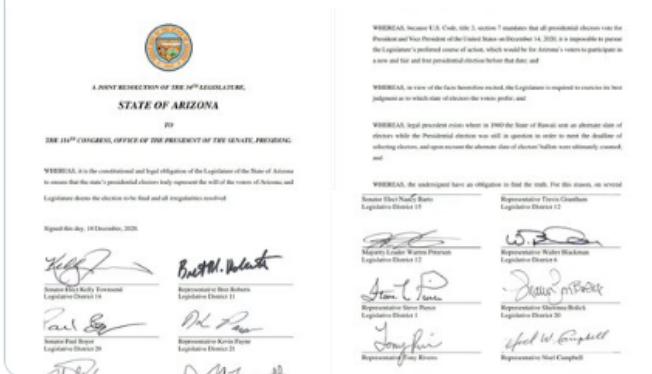 A JOINT RESOLUTION OF THE 54TH LEGISLATURE,
STATE OF ARIZONA
TO
THE 116TH CONGRESS, OFFICE OF THE PRESIDENT OF THE SENATE, PRESIDING
WHEREAS, it is the constitutional and legal obligation of the Legislature of the State of Arizona
to ensure that the state's presidential electors truly represent the will of the voters of Arizona; and
Legislature deems the election to be final and all irregularities resolved
Signed this day, 14 December, 2020.
Senator Elect Kelly Townsend
Legislative District 16
Bret M. Roberts
Representative Bret Roberts
Legislative District 11
Senator Paul Boyer
Legislative District 20
Representative Kevin Payne
Legislative District 21
WHEREAS, because U.S. Code, title 3, section 7 mandates that all presidential electors vote for
President and Vice President of the United States on December 14, 2020, it is impossible to pursue
the Legislature's preferred course of action, which would be for Arizona's voters to participate in
a new and fair and free presidential election before that date; and
WHEREAS, in view of the facts heretofore recited, the Legislature is required to exercise its best
judgment as to which slate of electors the voters prefer; and
WHEREAS, legal precedent exists where in 1960 the State of Hawaii sent an alternate slate of
electors while the Presidential election was still in question in order to meet the deadline of
selecting electors, and upon recount the alternate slate of electors' ballots were ultimately counted;
and
WHEREAS, the undersigned have an obligation to find the truth. For this reason, on several
Senator Elect Nancy Barto
Legislative District 15
Representative Travis Grantham
Legislative District 12
Majority Leader Warren Petersen
Legislative District 12
Representative Walter Blackman
Legislative District 6
Representative Steve Pierce
Legislative District 1
Representative Shawnna Bolick
Legislative District 20
Representative Tony Rivero
Noel W. Campbell
Representative Noel Campbell